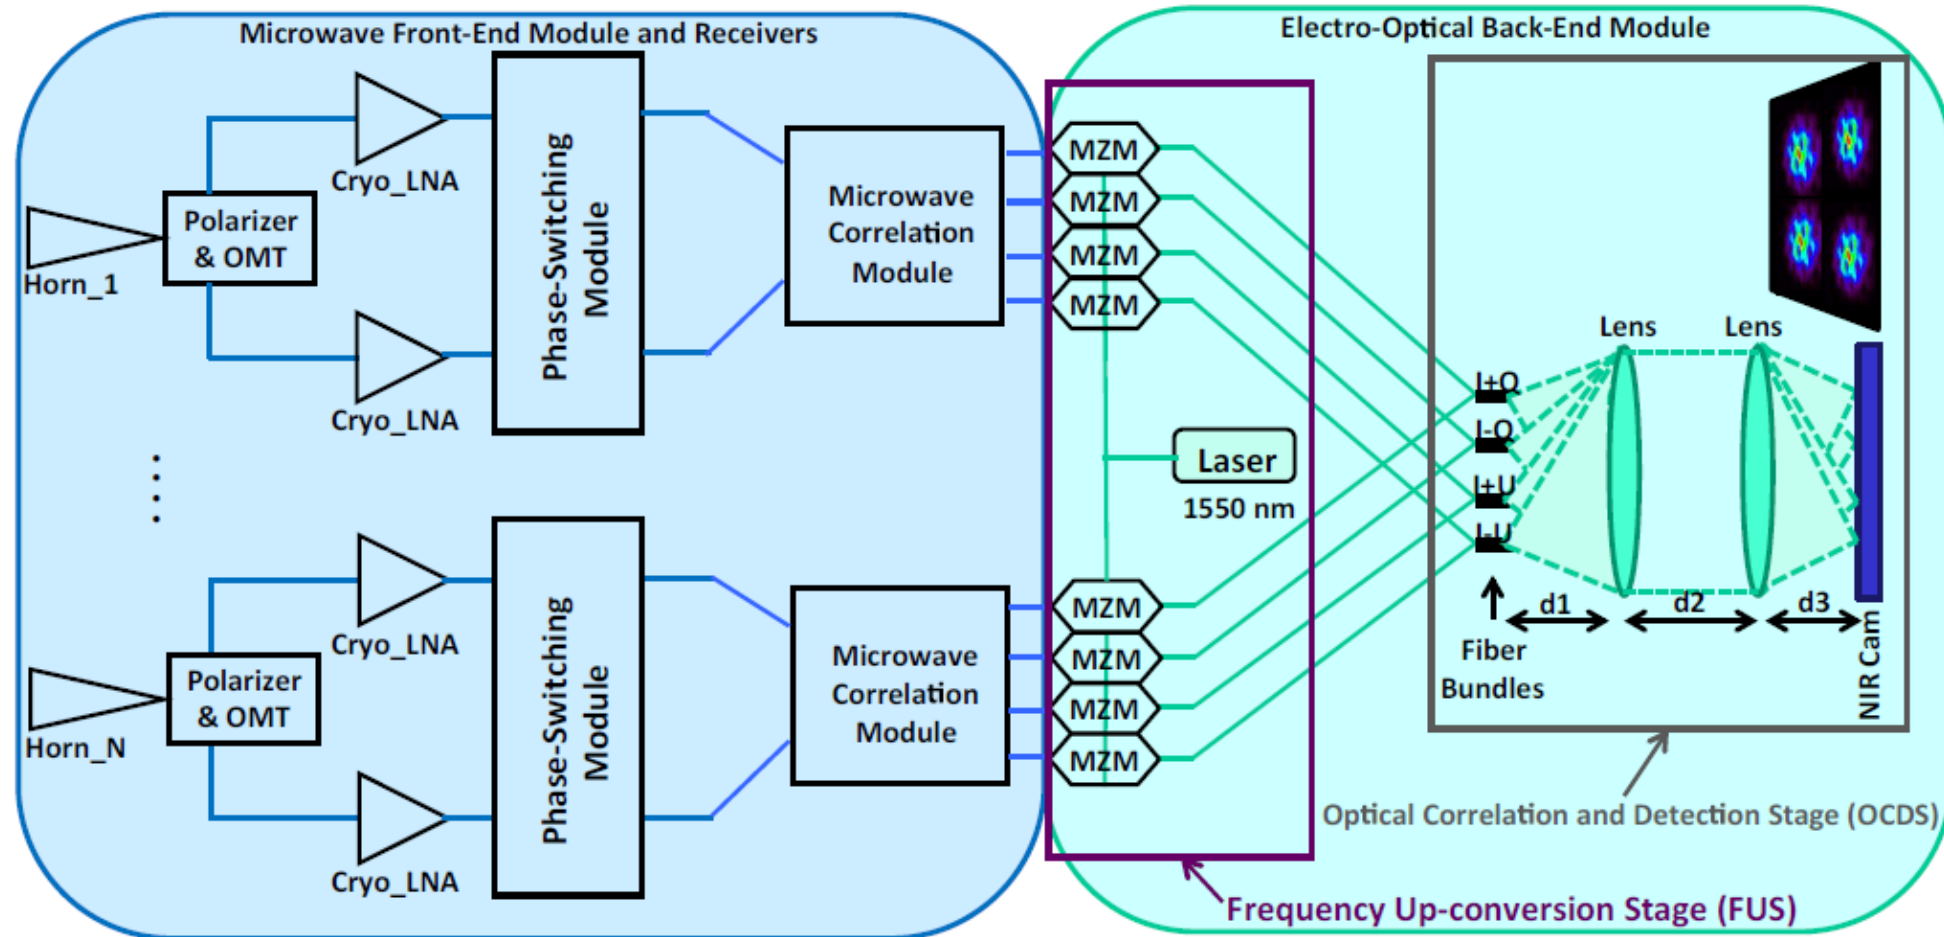 Microwave Front-End Module and Receivers
Electro-Optical Back-End Module
Horn_1
Polarizer
& OMT
Cryo_LNA
Cryo_LNA
Phase-Switching
Module
Microwave
Correlation
Module
MZM
MZM
MZM
MZM
Laser
1550 nm
Horn_N
Polarizer
& OMT
Cryo_LNA
Cryo_LNA
Phase-Switching
Module
Microwave
Correlation
Module
MZM
MZM
MZM
MZM
I+Q
I-Q
I+U
I-U
Lens
Lens
d1
d2
d3
Fiber
Bundles
NIR Cam
Optical Correlation and Detection Stage (OCDS)
Frequency Up-conversion Stage (FUS)